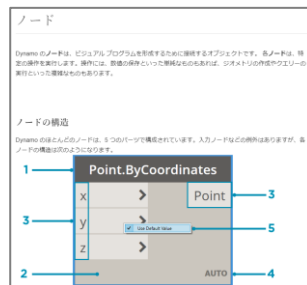 ノード
Dynamo のノードは、ビジュアル プログラムを形成するために接続するオブジェクトです。各ノードは、特
定の操作を実行します。操作には、数値の保存といった単純なものもあれば、ジオメトリの作成やクエリーの
実行といった複雑なものもあります。
ノードの構造
Dynamo のほとんどのノードは、5 つのパーツで構成されています。入力ノードなどの例外はありますが、各
ノードの構造は次のようになります。
1
Point.ByCoordinates
x
Point
3
3
y
Use Default Value
5
z
2
AUTO
4